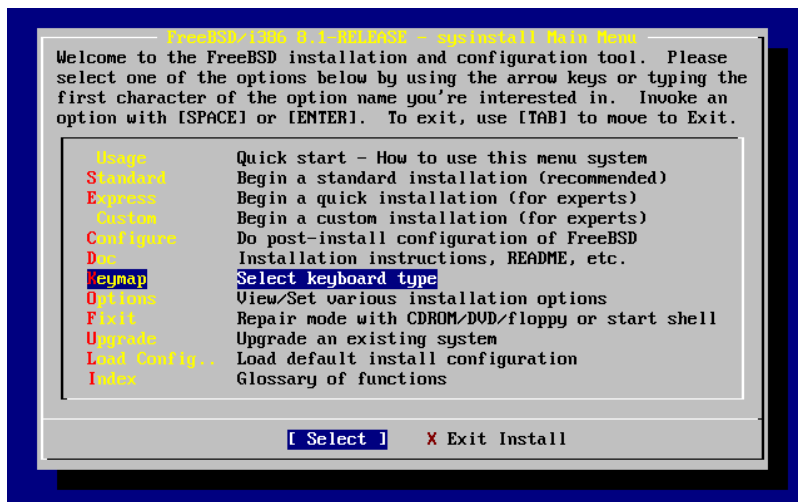 FreeBSD/i386 8.1-RELEASE - sysinstall Main Menu
Welcome to the FreeBSD installation and configuration tool.  Please
select one of the options below by using the arrow keys or typing the
first character of the option name you're interested in.  Invoke an
option with [SPACE] or [ENTER].  To exit, use [TAB] to move to Exit.
Usage Quick start - How to use this menu system
Standard Begin a standard installation (recommended)
Express Begin a quick installation (for experts)
Custom Begin a custom installation (for experts)
Configure Do post-install configuration of FreeBSD
Doc Installation instructions, README, etc.
Keymap Select keyboard type
Options View/Set various installation options
Fixit Repair mode with CDROM/DVD/floppy or start shell
Upgrade Upgrade an existing system
Load Config.. Load default install configuration
Index Glossary of functions
[ Select ] X Exit Install